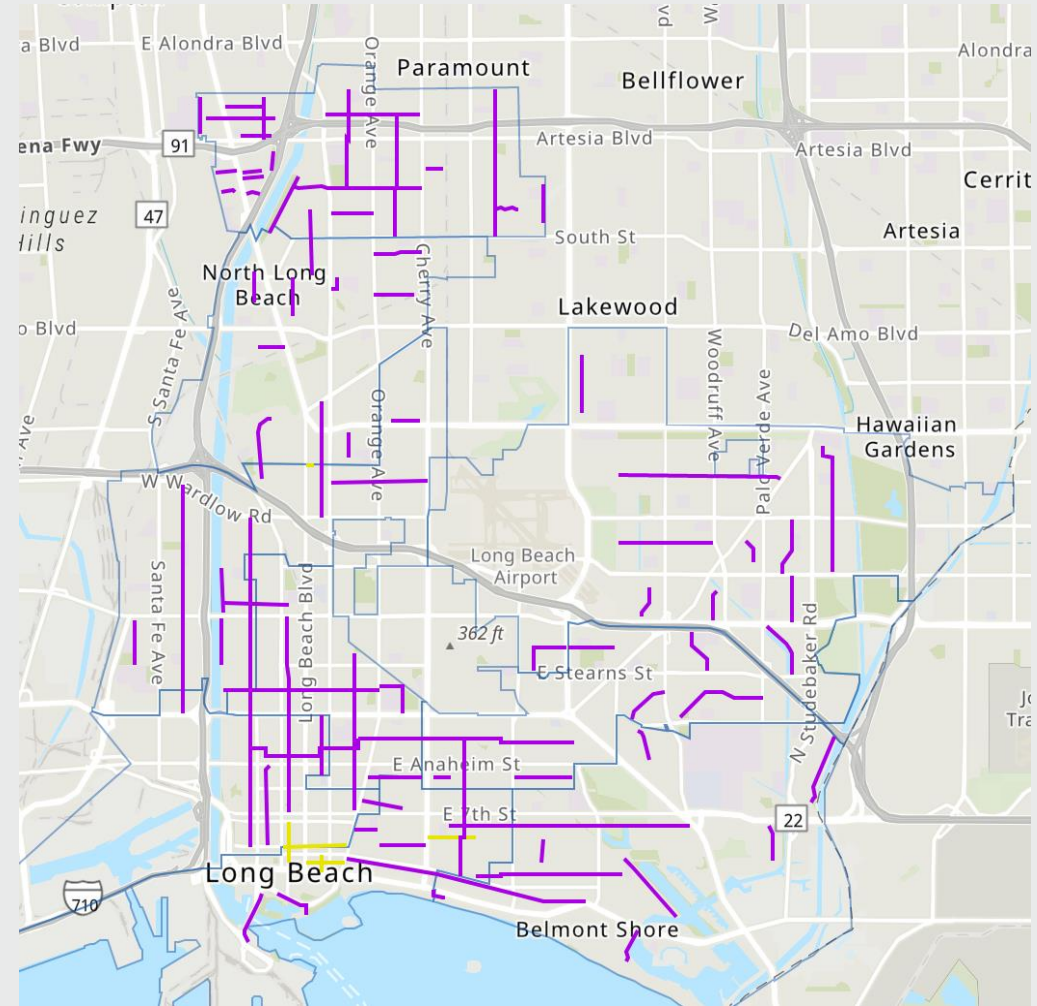 a Blvd
E Alondra Blvd
Orange Ave
Paramount
Bellflower
Alondra
91
ena Fwy
Artesia Blvd
Artesia Blvd
Cerrit
47
inguez
Hills
South St
Artesia
North Long
Beach
Cherry Ave
Lakewood
o Blvd
S Santa Fe Ave
Del Amo Blvd
Woodruff Ave
Palo Verde Ave
Orange Ave
Hawaiian
Gardens
Ave
W Wardlow Rd
Long Beach
Airport
Santa Fe Ave
Long Beach Blvd
362 ft
N Studebaker Rd
E Stearns St
Jo
Tra
E Anaheim St
E 7th St
22
Long Beach
710
Belmont Shore